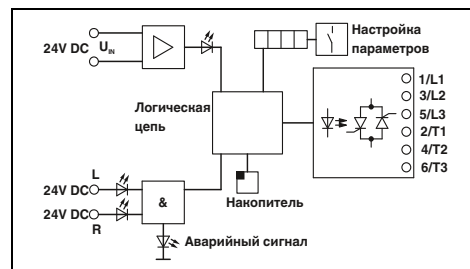 24V DC U IN
Настройка
параметров
Логическая
цепь
1/L1
3/L2
5/L3
2/T1
4/T2
6/T3
L
24V DC
24V DC
R
&
Накопитель
Аварийный сигнал